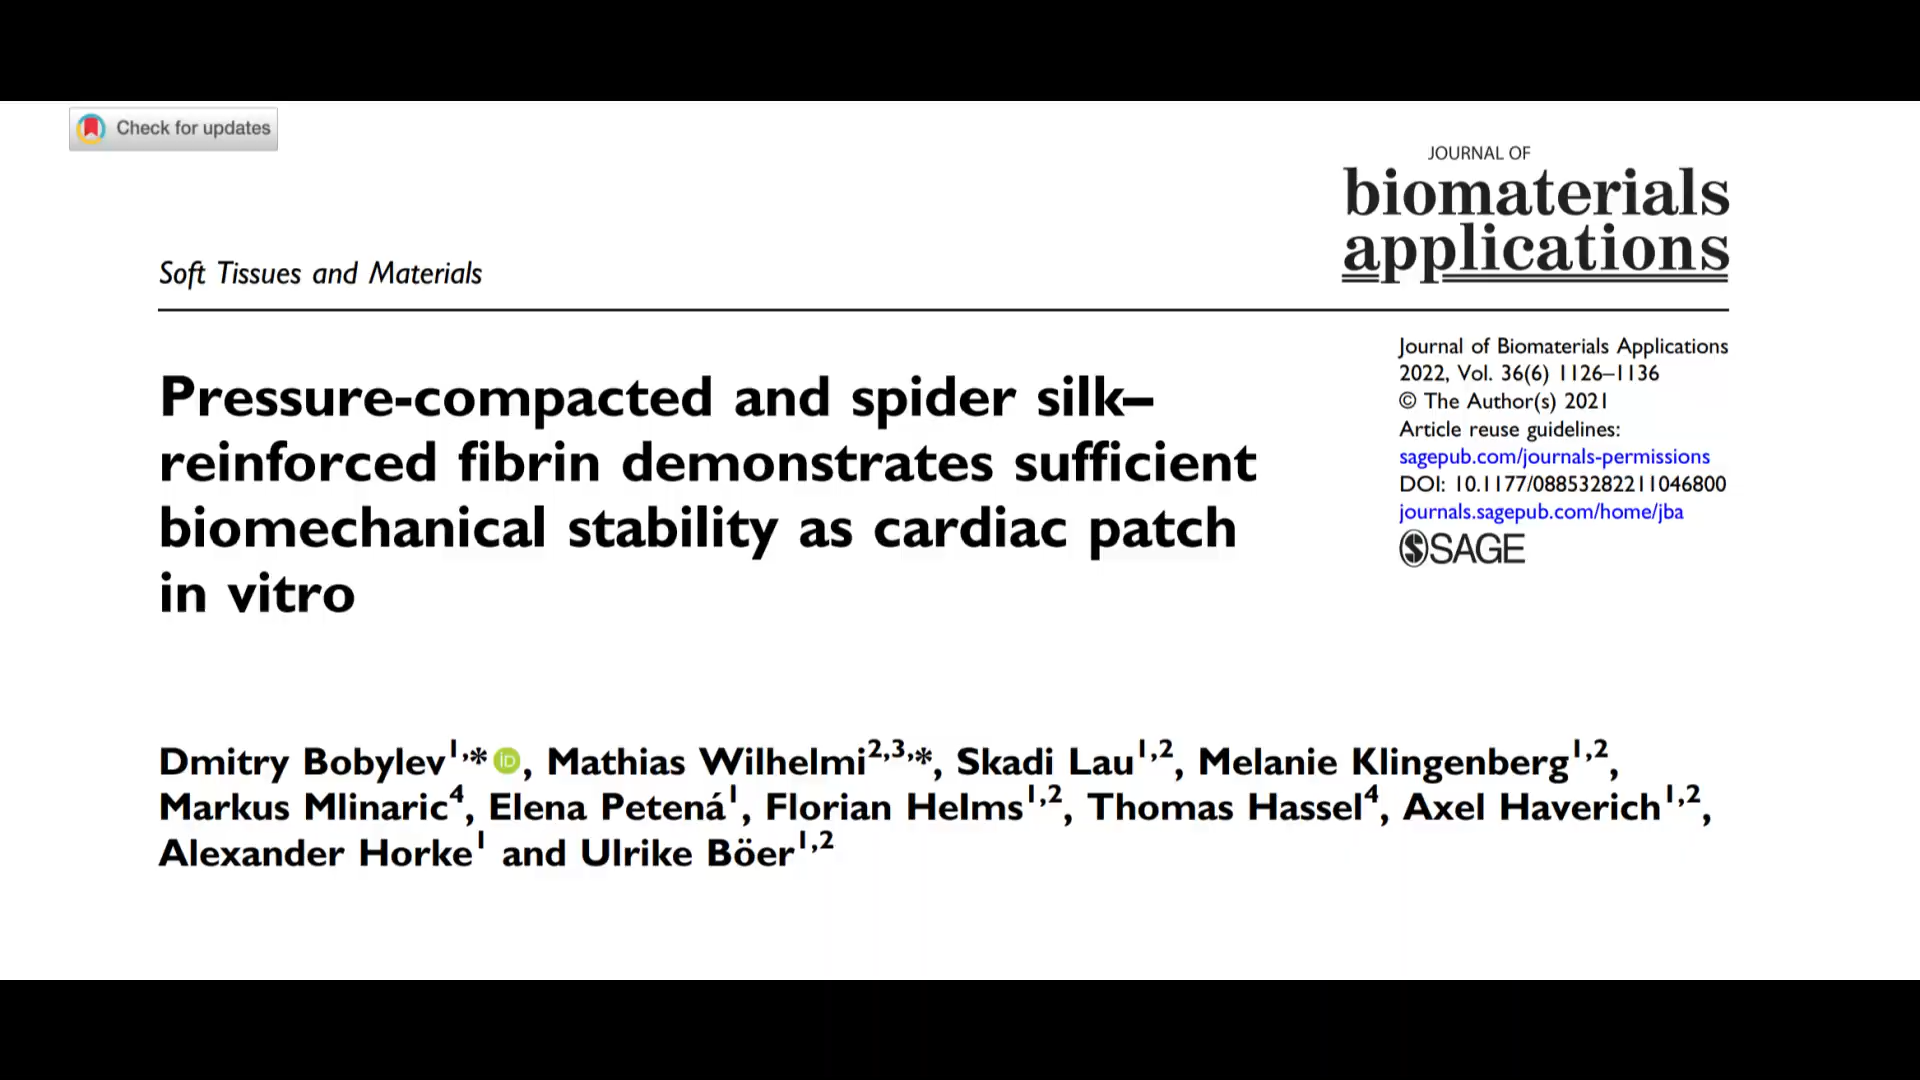 Check for updates
JOURNAL OF
biomaterials
applications
Soft Tissues and Materials
Journal of Biomaterials Applications
2022, Vol. 36(6) 1126–1136
© The Author(s) 2021
Article reuse guidelines:
sagepub.com/journals-permissions
DOI: 10.1177/08853282211046800
journals.sagepub.com/home/jba
SAGE
Pressure-compacted and spider silk–
reinforced fibrin demonstrates sufficient
biomechanical stability as cardiac patch
in vitro
Dmitry Bobylev1,* iD, Mathias Wilhelmi2,3,*, Skadi Lau1,2, Melanie Klingenberg1,2,
Markus Mlinaric4, Elena Petená1, Florian Helms1,2, Thomas Hassel4, Axel Haverich1,2,
Alexander Horke1 and Ulrike Böer1,2